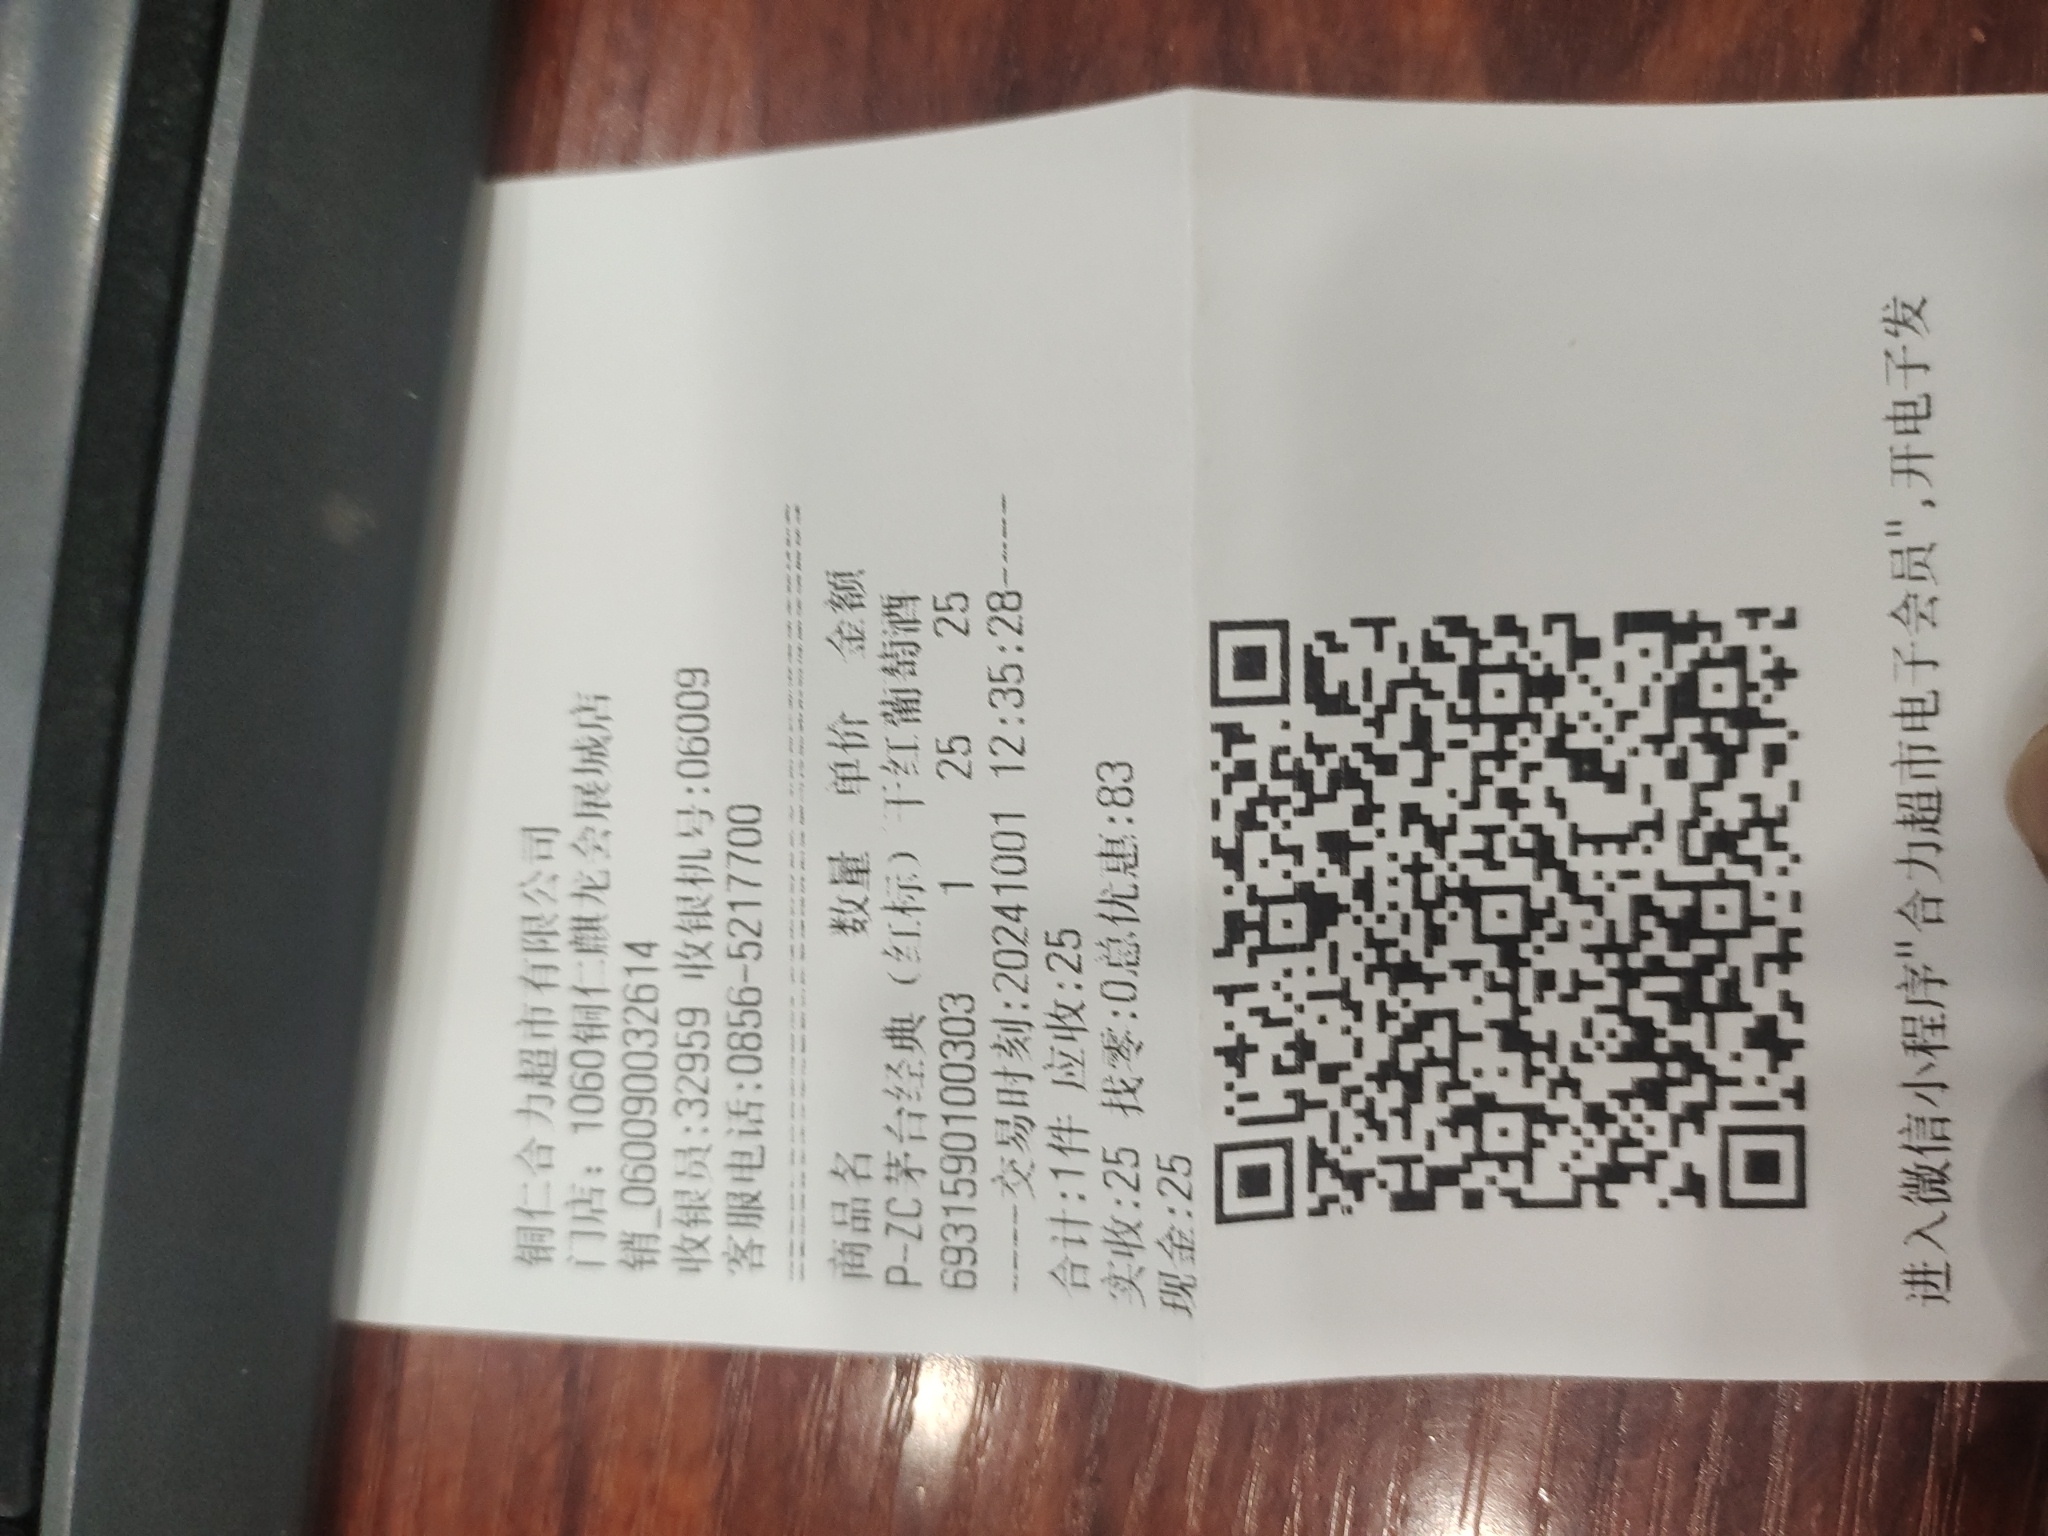 铜仁合力超市有限公司
门店：1060铜仁麒龙会展城店
销_060090032614
收银员:32959 收银机号:06009
客服电话:0856-5217700
商品名 数量 单价 金额
P-ZC茅台经典（红标）干红葡萄酒
6931590100303 1 25 25
----交易时刻:20241001 12:35:28----
合计:1件 应收:25
实收:25 找零:0总优惠:83
现金:25
进入微信小程序"合力超市电子会员",开电子发